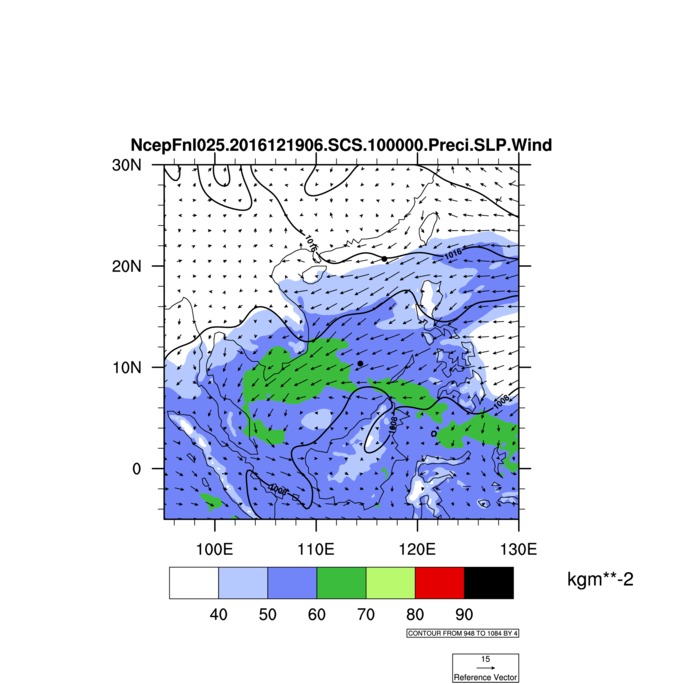 NcepFnl025.2016121906.SCS.100000.Preci.SLP.Wind
30N
20N
10N
0
1016
1016
1008
1008
1008
100E
110E
120E
130E
40
50
60
70
80
90
kgm**-2
CONTOUR FROM 948 TO 1084 BY 4
15
Reference Vector